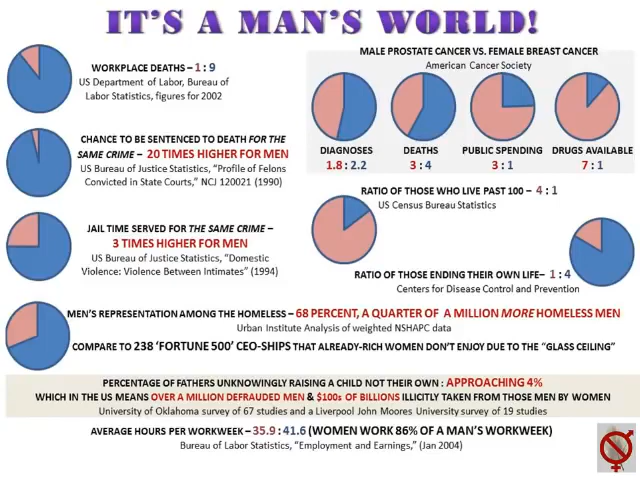 IT'S A MAN'S WORLD!
WORKPLACE DEATHS – 1 : 9
US Department of Labor, Bureau of
Labor Statistics, figures for 2002
CHANCE TO BE SENTENCED TO DEATH FOR THE
SAME CRIME – 20 TIMES HIGHER FOR MEN
US Bureau of Justice Statistics, "Profile of Felons
Convicted in State Courts," NCJ 120021 (1990)
JAIL TIME SERVED FOR THE SAME CRIME –
3 TIMES HIGHER FOR MEN
US Bureau of Justice Statistics, "Domestic
Violence: Violence Between Intimates" (1994)
MALE PROSTATE CANCER VS. FEMALE BREAST CANCER
American Cancer Society
DIAGNOSES DEATHS PUBLIC SPENDING DRUGS AVAILABLE
1.8 : 2.2 3 : 4 3 : 1 7 : 1
RATIO OF THOSE WHO LIVE PAST 100 – 4 : 1
US Census Bureau Statistics
RATIO OF THOSE ENDING THEIR OWN LIFE– 1 : 4
Centers for Disease Control and Prevention
MEN'S REPRESENTATION AMONG THE HOMELESS – 68 PERCENT, A QUARTER OF A MILLION MORE HOMELESS MEN
Urban Institute Analysis of weighted NSHAPC data
COMPARE TO 238 'FORTUNE 500' CEO-SHIPS THAT ALREADY-RICH WOMEN DON'T ENJOY DUE TO THE "GLASS CEILING"
PERCENTAGE OF FATHERS UNKNOWINGLY RAISING A CHILD NOT THEIR OWN : APPROACHING 4%
WHICH IN THE US MEANS OVER A MILLION DEFRAUDED MEN & $100s OF BILLIONS ILLICITLY TAKEN FROM THOSE MEN BY WOMEN
University of Oklahoma survey of 67 studies and a Liverpool John Moores University survey of 19 studies
AVERAGE HOURS PER WORKWEEK – 35.9 : 41.6 (WOMEN WORK 86% OF A MAN'S WORKWEEK)
Bureau of Labor Statistics, "Employment and Earnings," (Jan 2004)